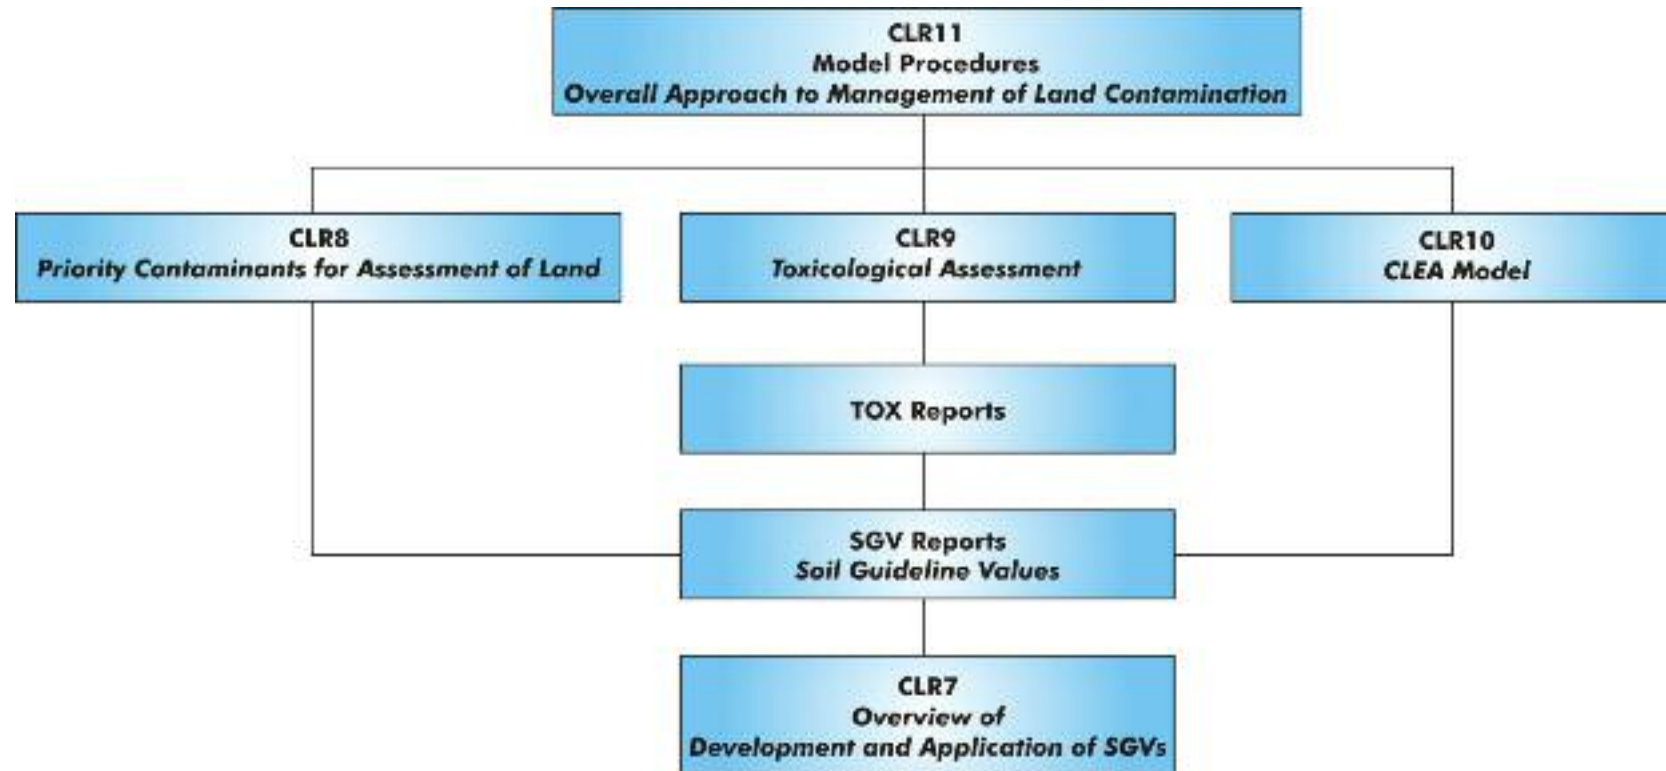 CLR11
Model Procedures
Overall Approach to Management of Land Contamination
CLR8
Priority Contaminants for Assessment of Land
CLR9
Toxicological Assessment
CLR10
CLEA Model
TOX Reports
SGV Reports
Soil Guideline Values
CLR7
Overview of
Development and Application of SGVs